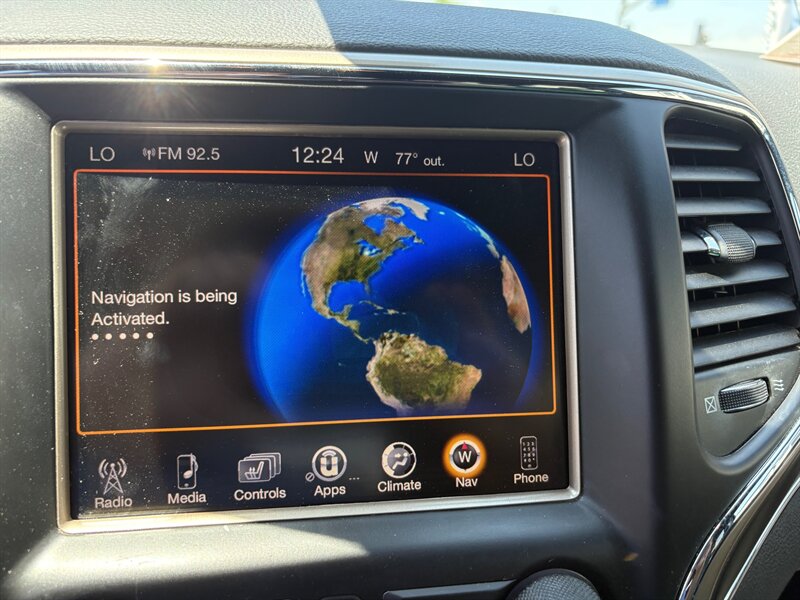 LO FM 92.5 12:24 W 77° out. LO
Navigation is being
Activated.
Radio Media Controls Apps Climate Nav Phone
W